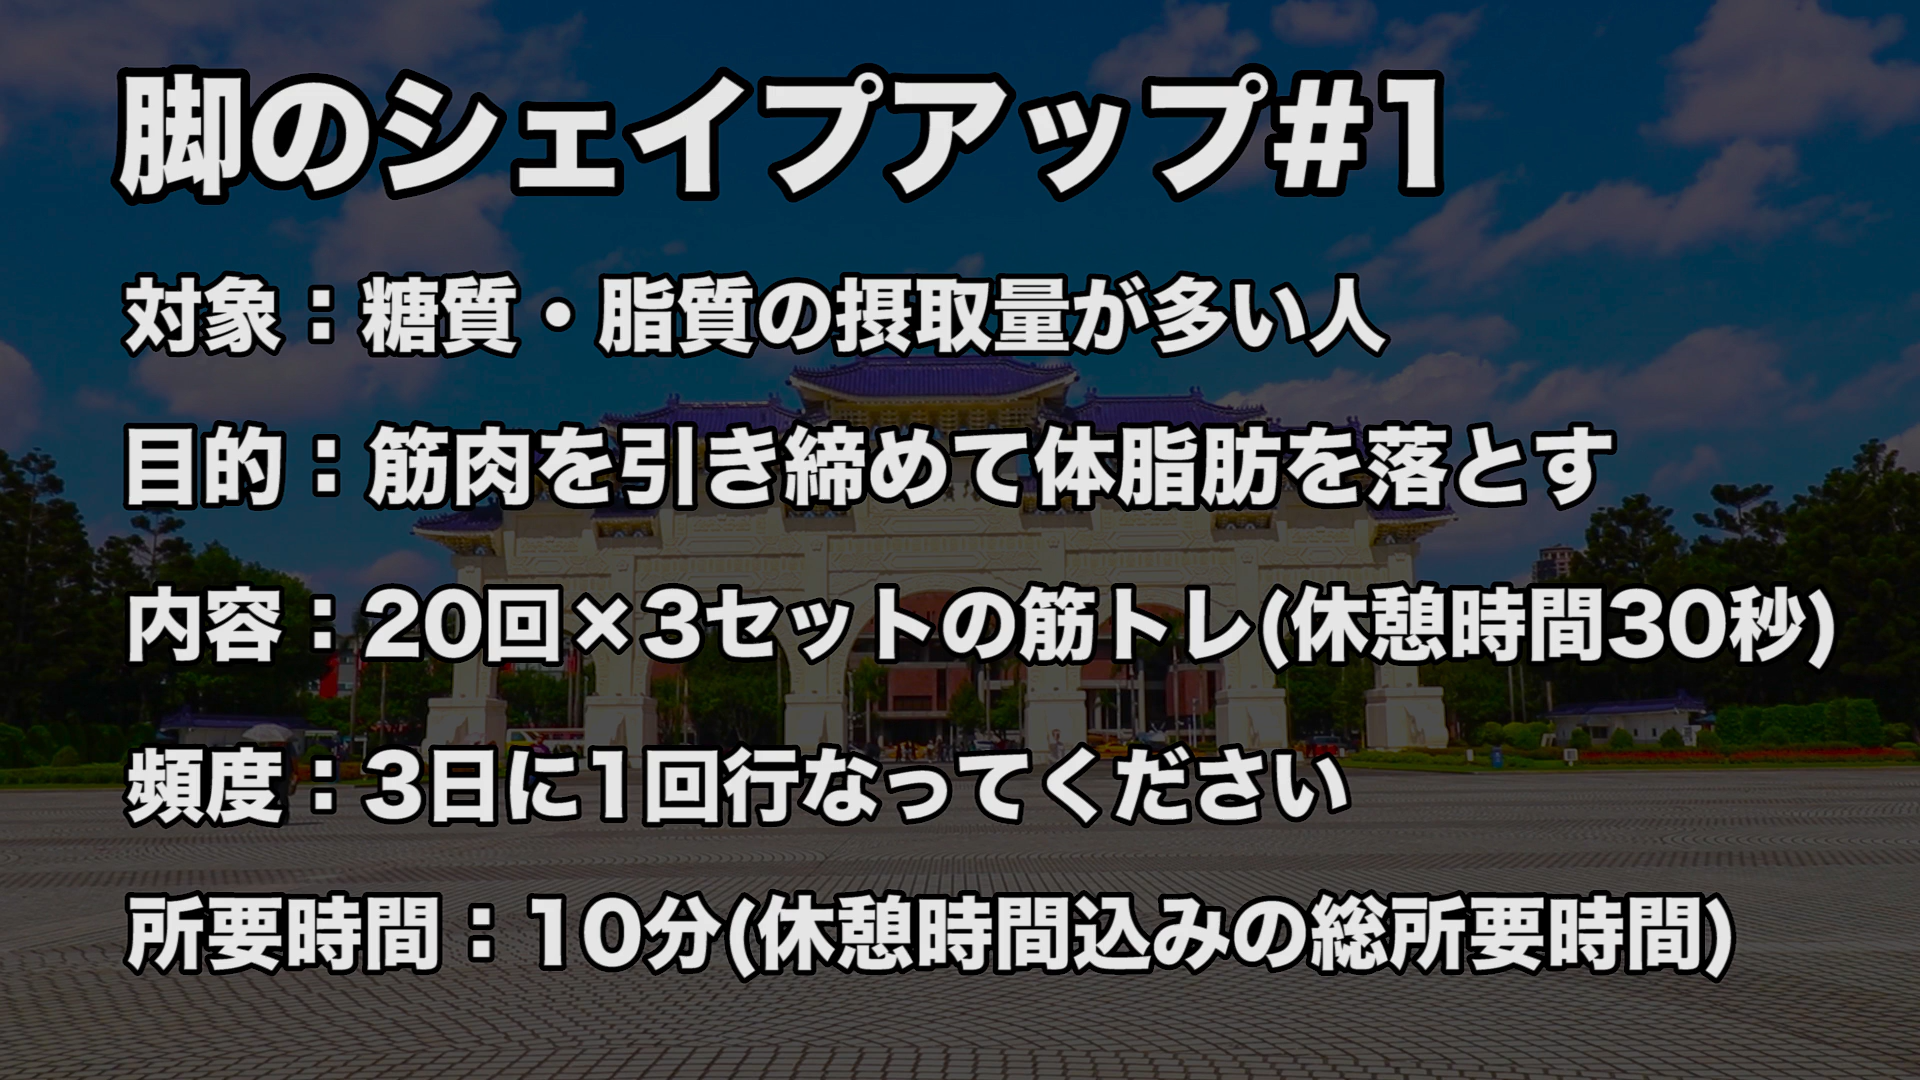 脚のシェイプアップ#1
対象：糖質・脂質の摂取量が多い人
目的：筋肉を引き締めて体脂肪を落とす
内容：20回×3セットの筋トレ(休憩時間30秒)
頻度：3日に1回行なってください
所要時間：10分(休憩時間込みの総所要時間)